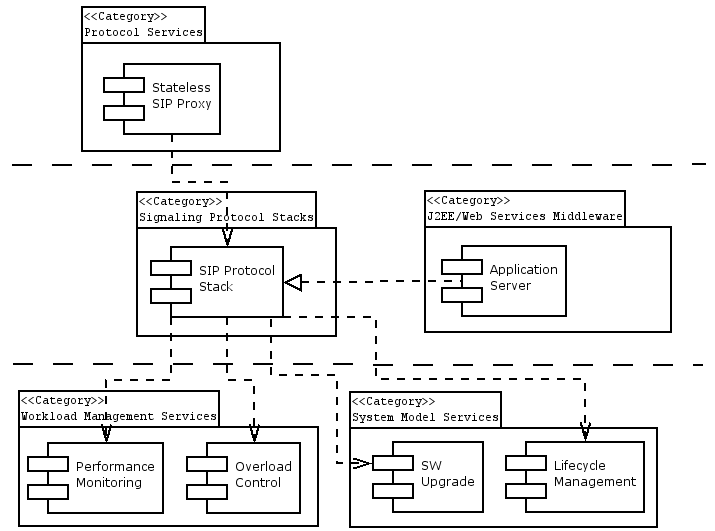 <<Category>>
Protocol Services
Stateless
SIP Proxy
<<Category>>
Signaling Protocol Stacks
SIP Protocol
Stack
<<Category>>
J2EE/Web Services Middleware
Application
Server
<<Category>>
Workload Management Services
Performance
Monitoring
Overload
Control
<<Category>>
System Model Services
SW
Upgrade
Lifecycle
Management